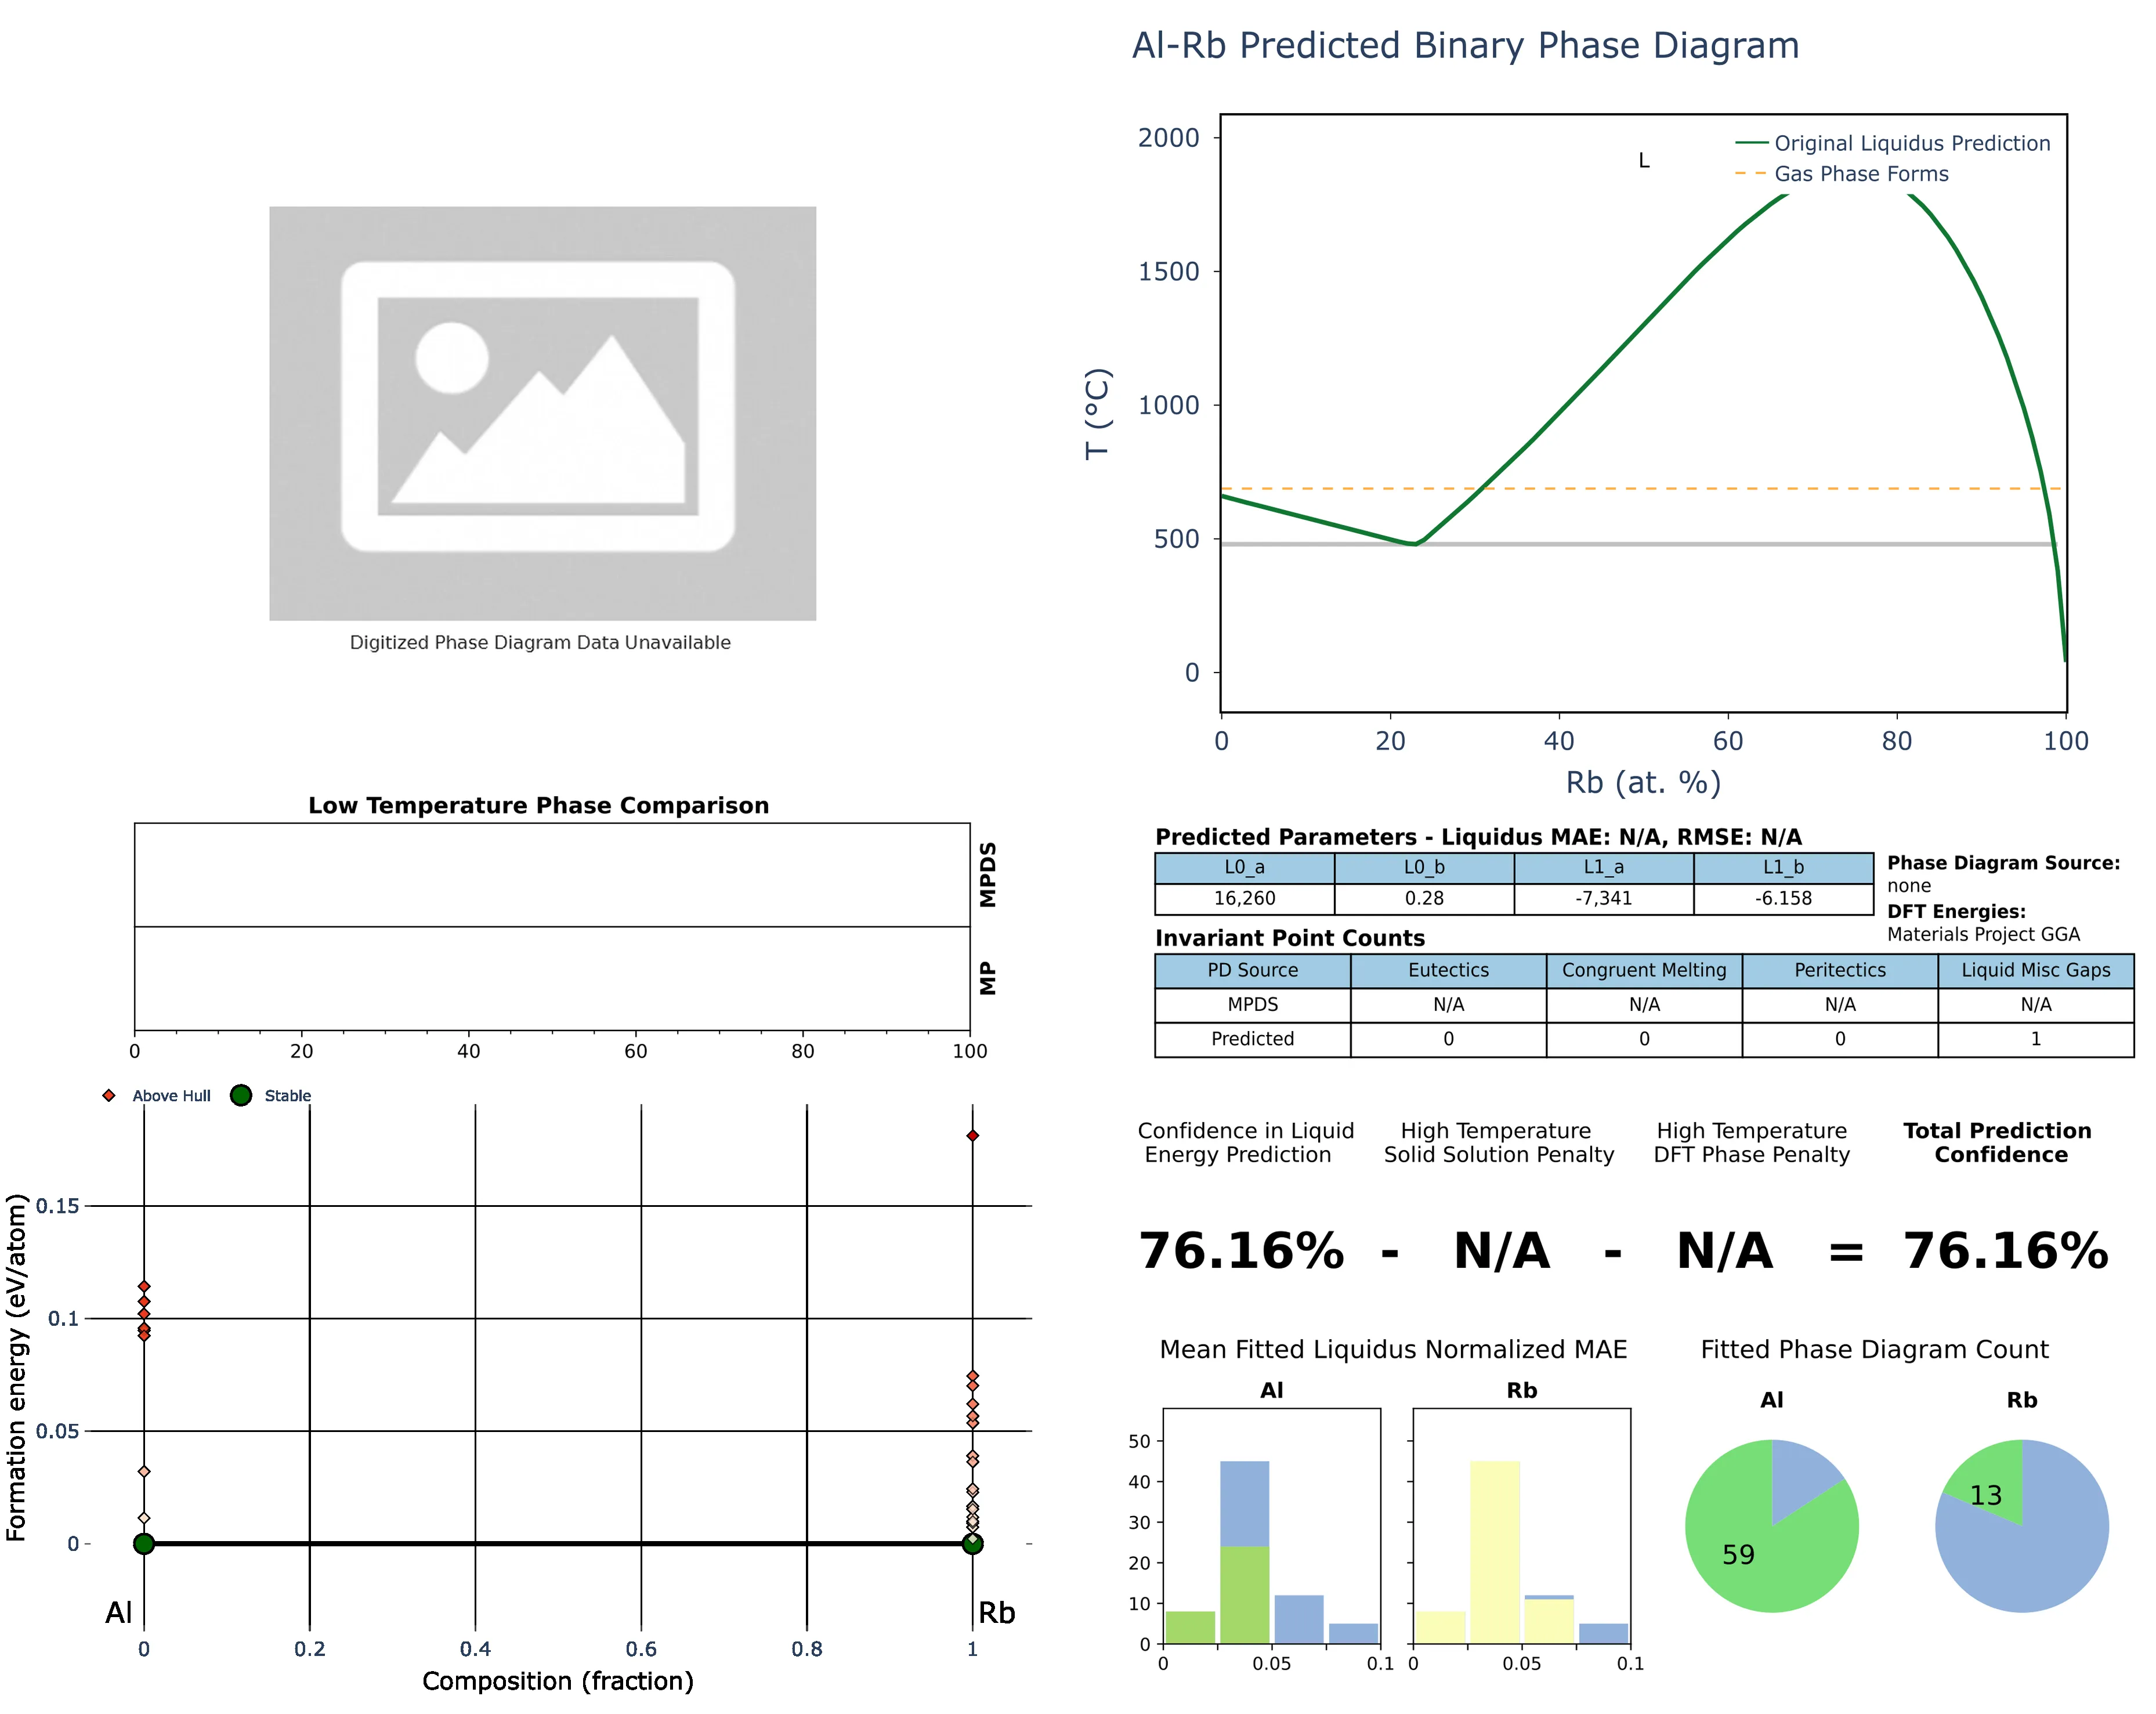 Al-Rb Predicted Binary Phase Diagram
2000
1500
1000
500
0
T (°C)
L
Original Liquidus Prediction
Gas Phase Forms
0 20 40 60 80 100
Rb (at. %)
Digitized Phase Diagram Data Unavailable
Low Temperature Phase Comparison
MPDS
MP
0 20 40 60 80 100
Predicted Parameters - Liquidus MAE: N/A, RMSE: N/A
L0_a L0_b L1_a L1_b
16,260 0.28 -7,341 -6.158
Phase Diagram Source:
none
DFT Energies:
Materials Project GGA
Invariant Point Counts
PD Source Eutectics Congruent Melting Peritectics Liquid Misc Gaps
MPDS N/A N/A N/A N/A
Predicted 0 0 0 1
Above Hull Stable
Formation energy (eV/atom)
0.15
0.1
0.05
0
Al Rb
0 0.2 0.4 0.6 0.8 1
Composition (fraction)
Confidence in Liquid
Energy Prediction
High Temperature
Solid Solution Penalty
High Temperature
DFT Phase Penalty
Total Prediction
Confidence
76.16% - N/A - N/A = 76.16%
Mean Fitted Liquidus Normalized MAE
Al Rb
50
40
30
20
10
0
0 0.05 0.1 0 0.05 0.1
Fitted Phase Diagram Count
Al Rb
59
13